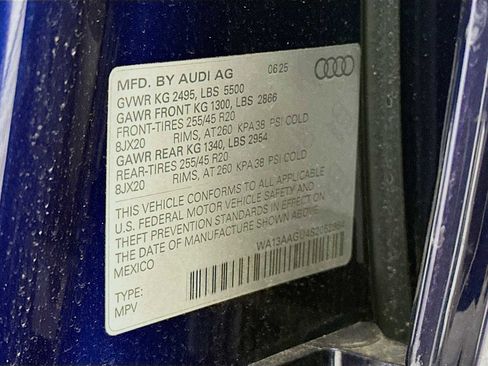 MFD. BY AUDI AG 06 25
GVWR KG 2495, LBS 5500
GAWR FRONT KG 1300, LBS 2866
FRONT-TIRES 255/45 R20
8JX20 RIMS, AT 260 KPA 38 PSI COLD
GAWR REAR KG 1340, LBS 2954
REAR-TIRES 255/45 R20
8JX20 RIMS, AT 260 KPA 38 PSI COLD
THIS VEHICLE CONFORMS TO ALL APPLICABLE
U.S. FEDERAL MOTOR VEHICLE SAFETY AND
THEFT PREVENTION STANDARDS IN EFFECT ON
THE DATE OF MANUFACTURE SHOWN ABOVE
MEXICO
TYPE:
MPV